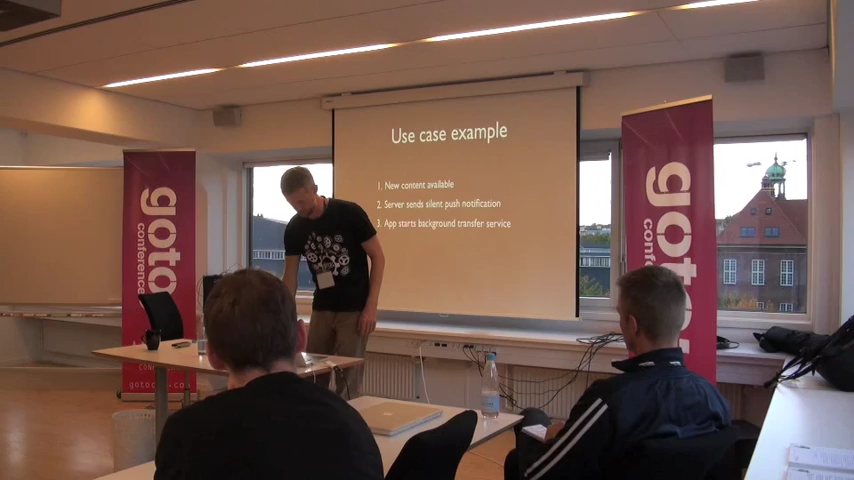 Use case example
1. New content available
2. Server sends silent push notification
3. App starts background transfer service
goto
conference
goto
conf